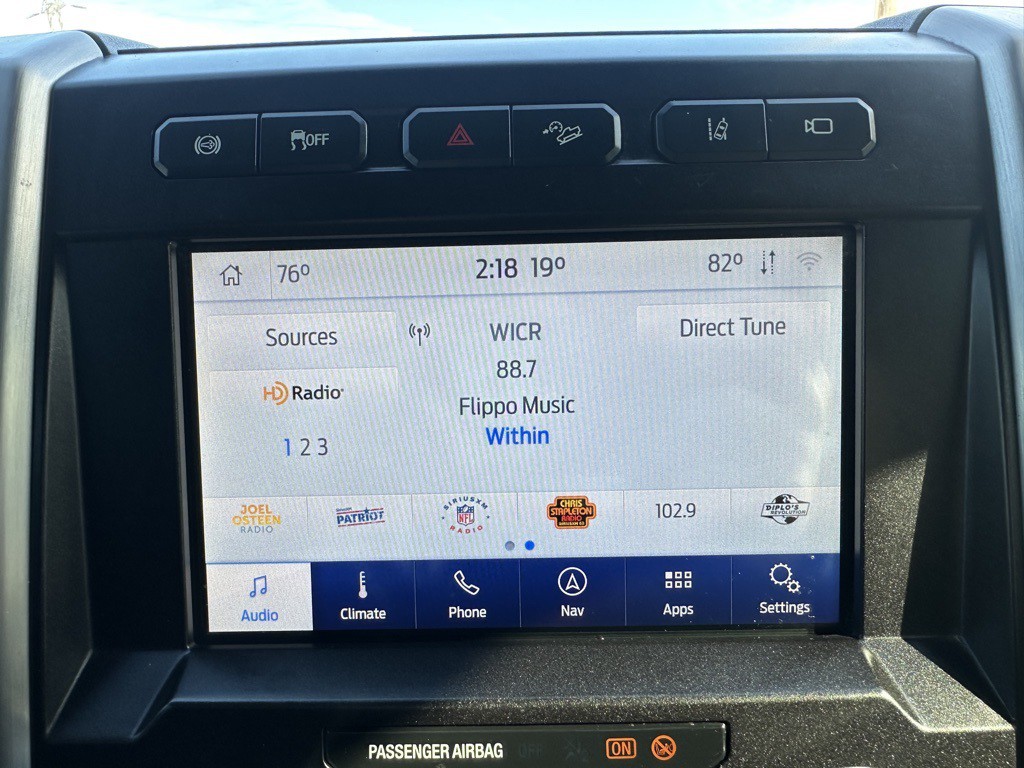 OFF
76° 2:18 19° 82°
Sources
WICR
Direct Tune
88.7
HD Radio
Flippo Music
Within
1 2 3
JOEL OSTEEN RADIO
PATRIOT
SIRIUSXM NFL RADIO
CHRIS STAPLETON RADIO
102.9
DIPLO'S REVOLUTION
Audio
Climate
Phone
Nav
Apps
Settings
PASSENGER AIRBAG OFF ON